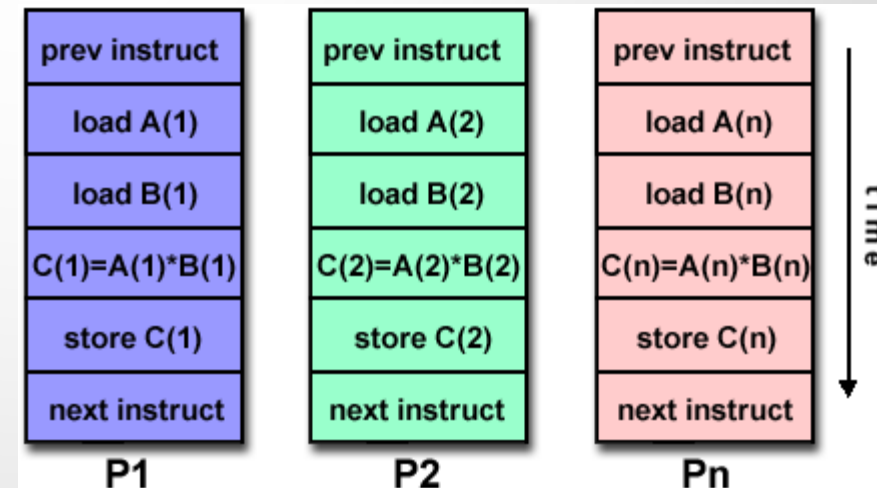 prev instruct
load A(1)
load B(1)
C(1)=A(1)*B(1)
store C(1)
next instruct
P1
prev instruct
load A(2)
load B(2)
C(2)=A(2)*B(2)
store C(2)
next instruct
P2
prev instruct
load A(n)
load B(n)
C(n)=A(n)*B(n)
store C(n)
next instruct
Pn
time